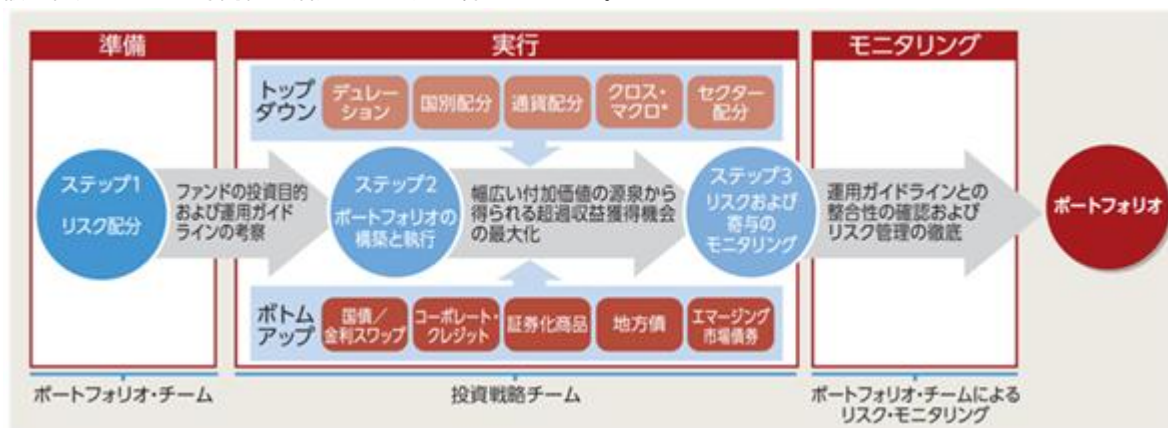 準備
実行
モニタリング
トップ
ダウン
デュレー
ション
国別配分
通貨配分
クロス・
マクロ*
セクター
配分
ステップ1
リスク配分
ファンドの投資目的
および運用ガイド
ラインの考察
ステップ2
ポートフォリオの
構築と執行
幅広い付加価値の源泉から
得られる超過収益獲得機会
の最大化
ステップ3
リスクおよび
寄与の
モニタリング
運用ガイドラインとの
整合性の確認および
リスク管理の徹底
ポートフォリオ
ボトム
アップ
国債/
金利スワップ
コーポレート・
クレジット
証券化商品
地方債
エマージング
市場債券
ポートフォリオ・チーム
投資戦略チーム
ポートフォリオ・チームによる
リスク・モニタリング